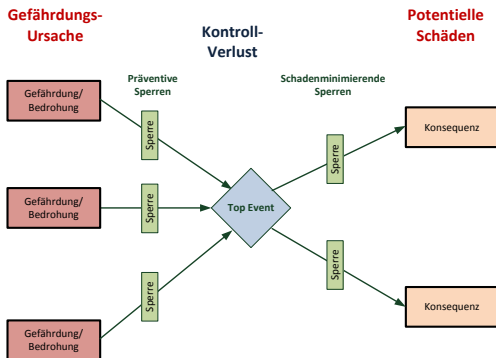 Gefährdungs-
Ursache
Kontroll-
Verlust
Potentielle
Schäden
Präventive
Sperren
Schadenminimierende
Sperren
Gefährdung/
Bedrohung
Sperre
Sperre
Konsequenz
Gefährdung/
Bedrohung
Sperre
Top Event
Sperre
Sperre
Konsequenz
Gefährdung/
Bedrohung